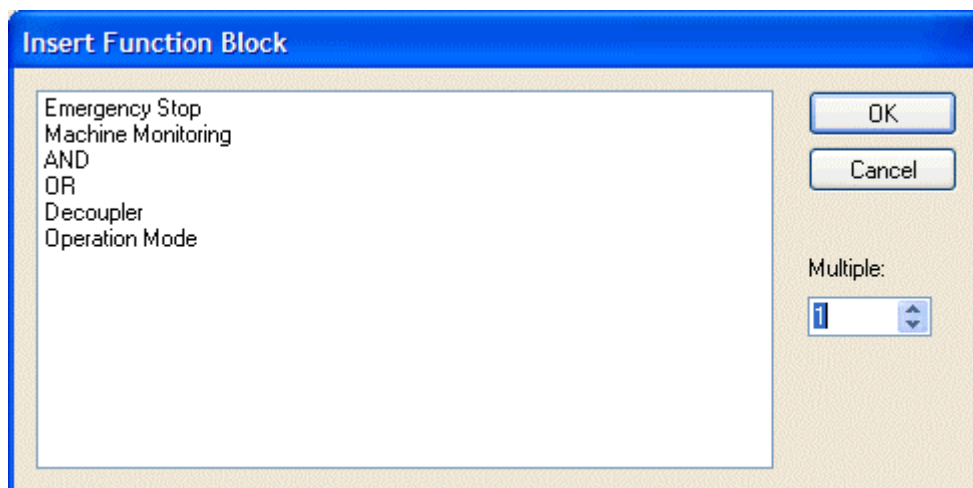 Insert Function Block
Emergency Stop
Machine Monitoring
AND
OR
Decoupler
Operation Mode
OK
Cancel
Multiple:
1